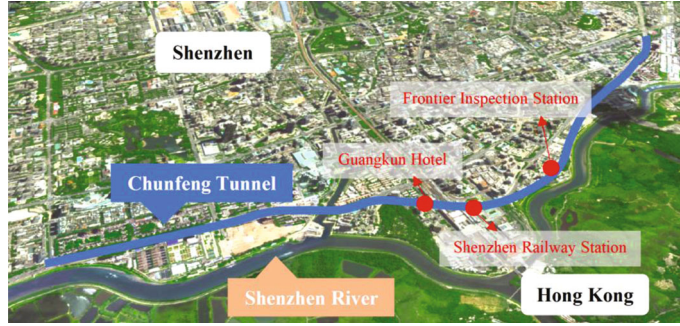 Shenzhen
Frontier Inspection Station
Guangkun Hotel
Chunfeng Tunnel
Shenzhen Railway Station
Shenzhen River
Hong Kong